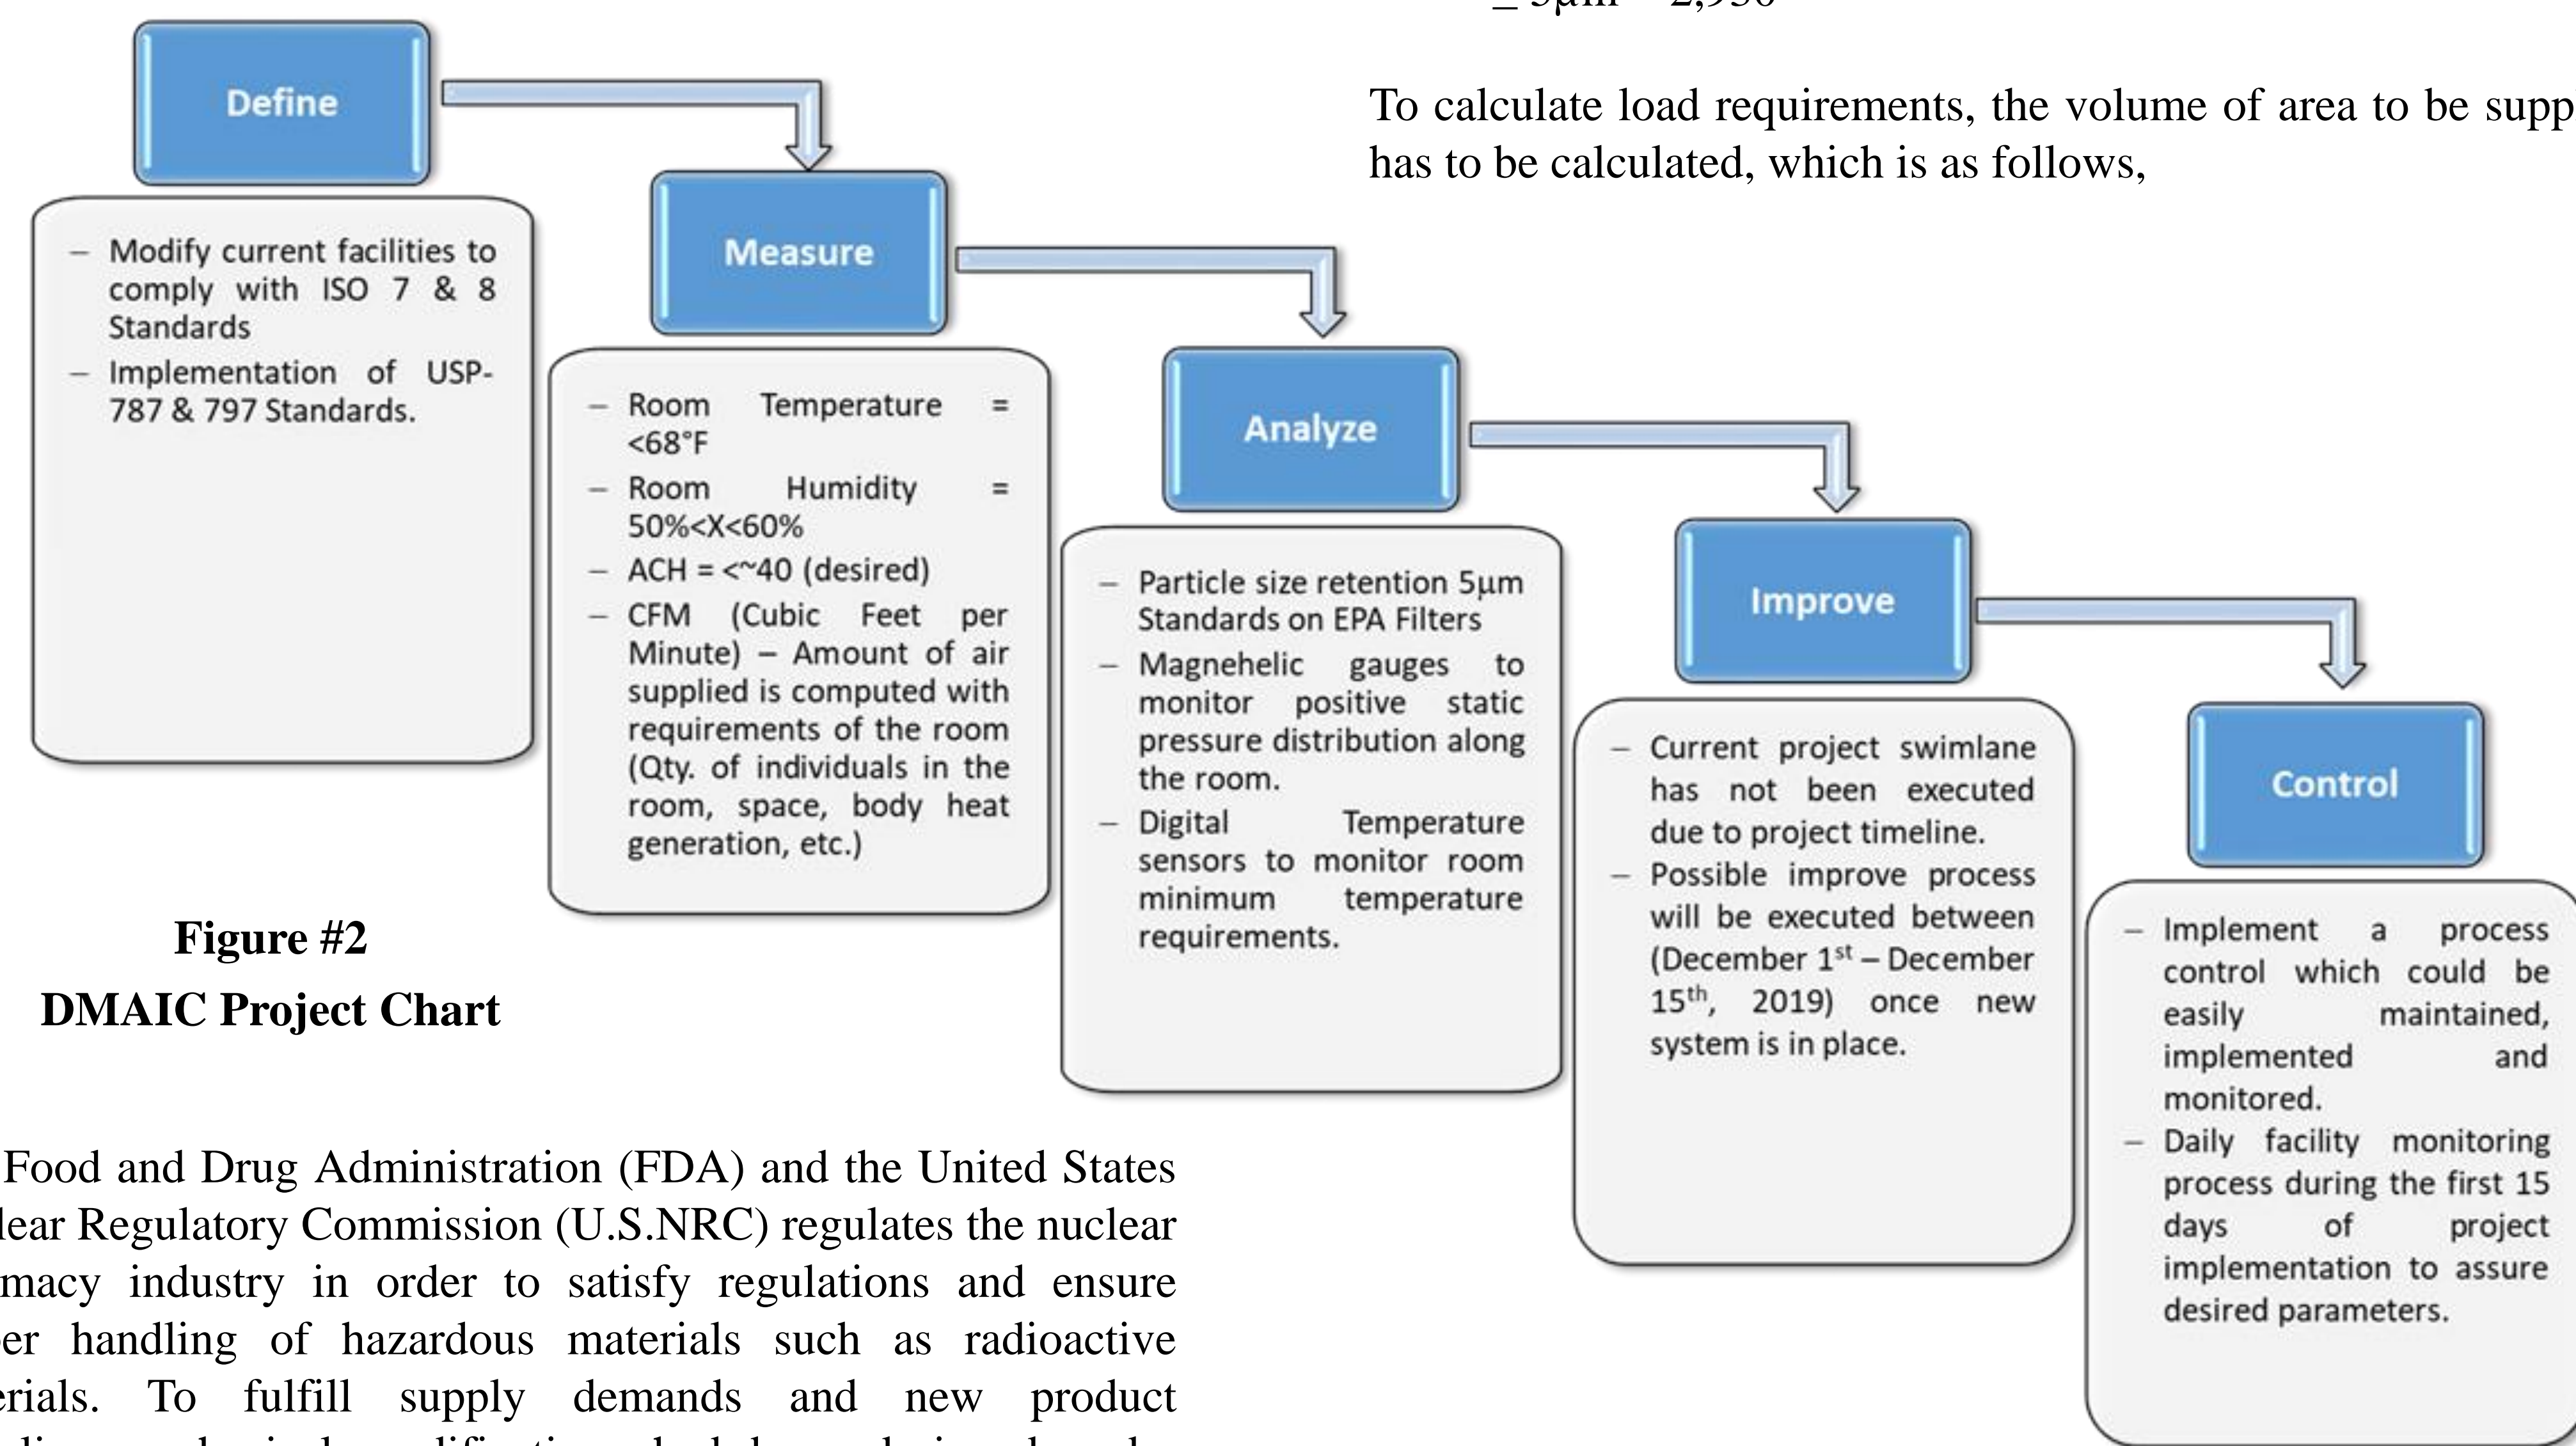 Define
– Modify current facilities to
comply with ISO 7 & 8
Standards
– Implementation of USP-
787 & 797 Standards.
Measure
– Room Temperature =
<68°F
– Room Humidity =
50%<X<60%
– ACH = <~40 (desired)
– CFM (Cubic Feet per
Minute) – Amount of air
supplied is computed with
requirements of the room
(Qty. of individuals in the
room, space, body heat
generation, etc.)
Analyze
– Particle size retention 5µm
Standards on EPA Filters
– Magnehelic gauges to
monitor positive static
pressure distribution along
the room.
– Digital Temperature
sensors to monitor room
minimum temperature
requirements.
Improve
– Current project swimlane
has not been executed
due to project timeline.
– Possible improve process
will be executed between
(December 1st – December
15th, 2019) once new
system is in place.
Control
– Implement a process
control which could be
easily maintained,
implemented and
monitored.
– Daily facility monitoring
process during the first 15
days of project
implementation to assure
desired parameters.
Figure #2
DMAIC Project Chart
To calculate load requirements, the volume of area to be
has to be calculated, which is as follows,
Food and Drug Administration (FDA) and the United States
Regulatory Commission (U.S.NRC) regulates the nuclear
industry in order to satisfy regulations and ensure
handling of hazardous materials such as radioactive
To fulfill supply demands and new product